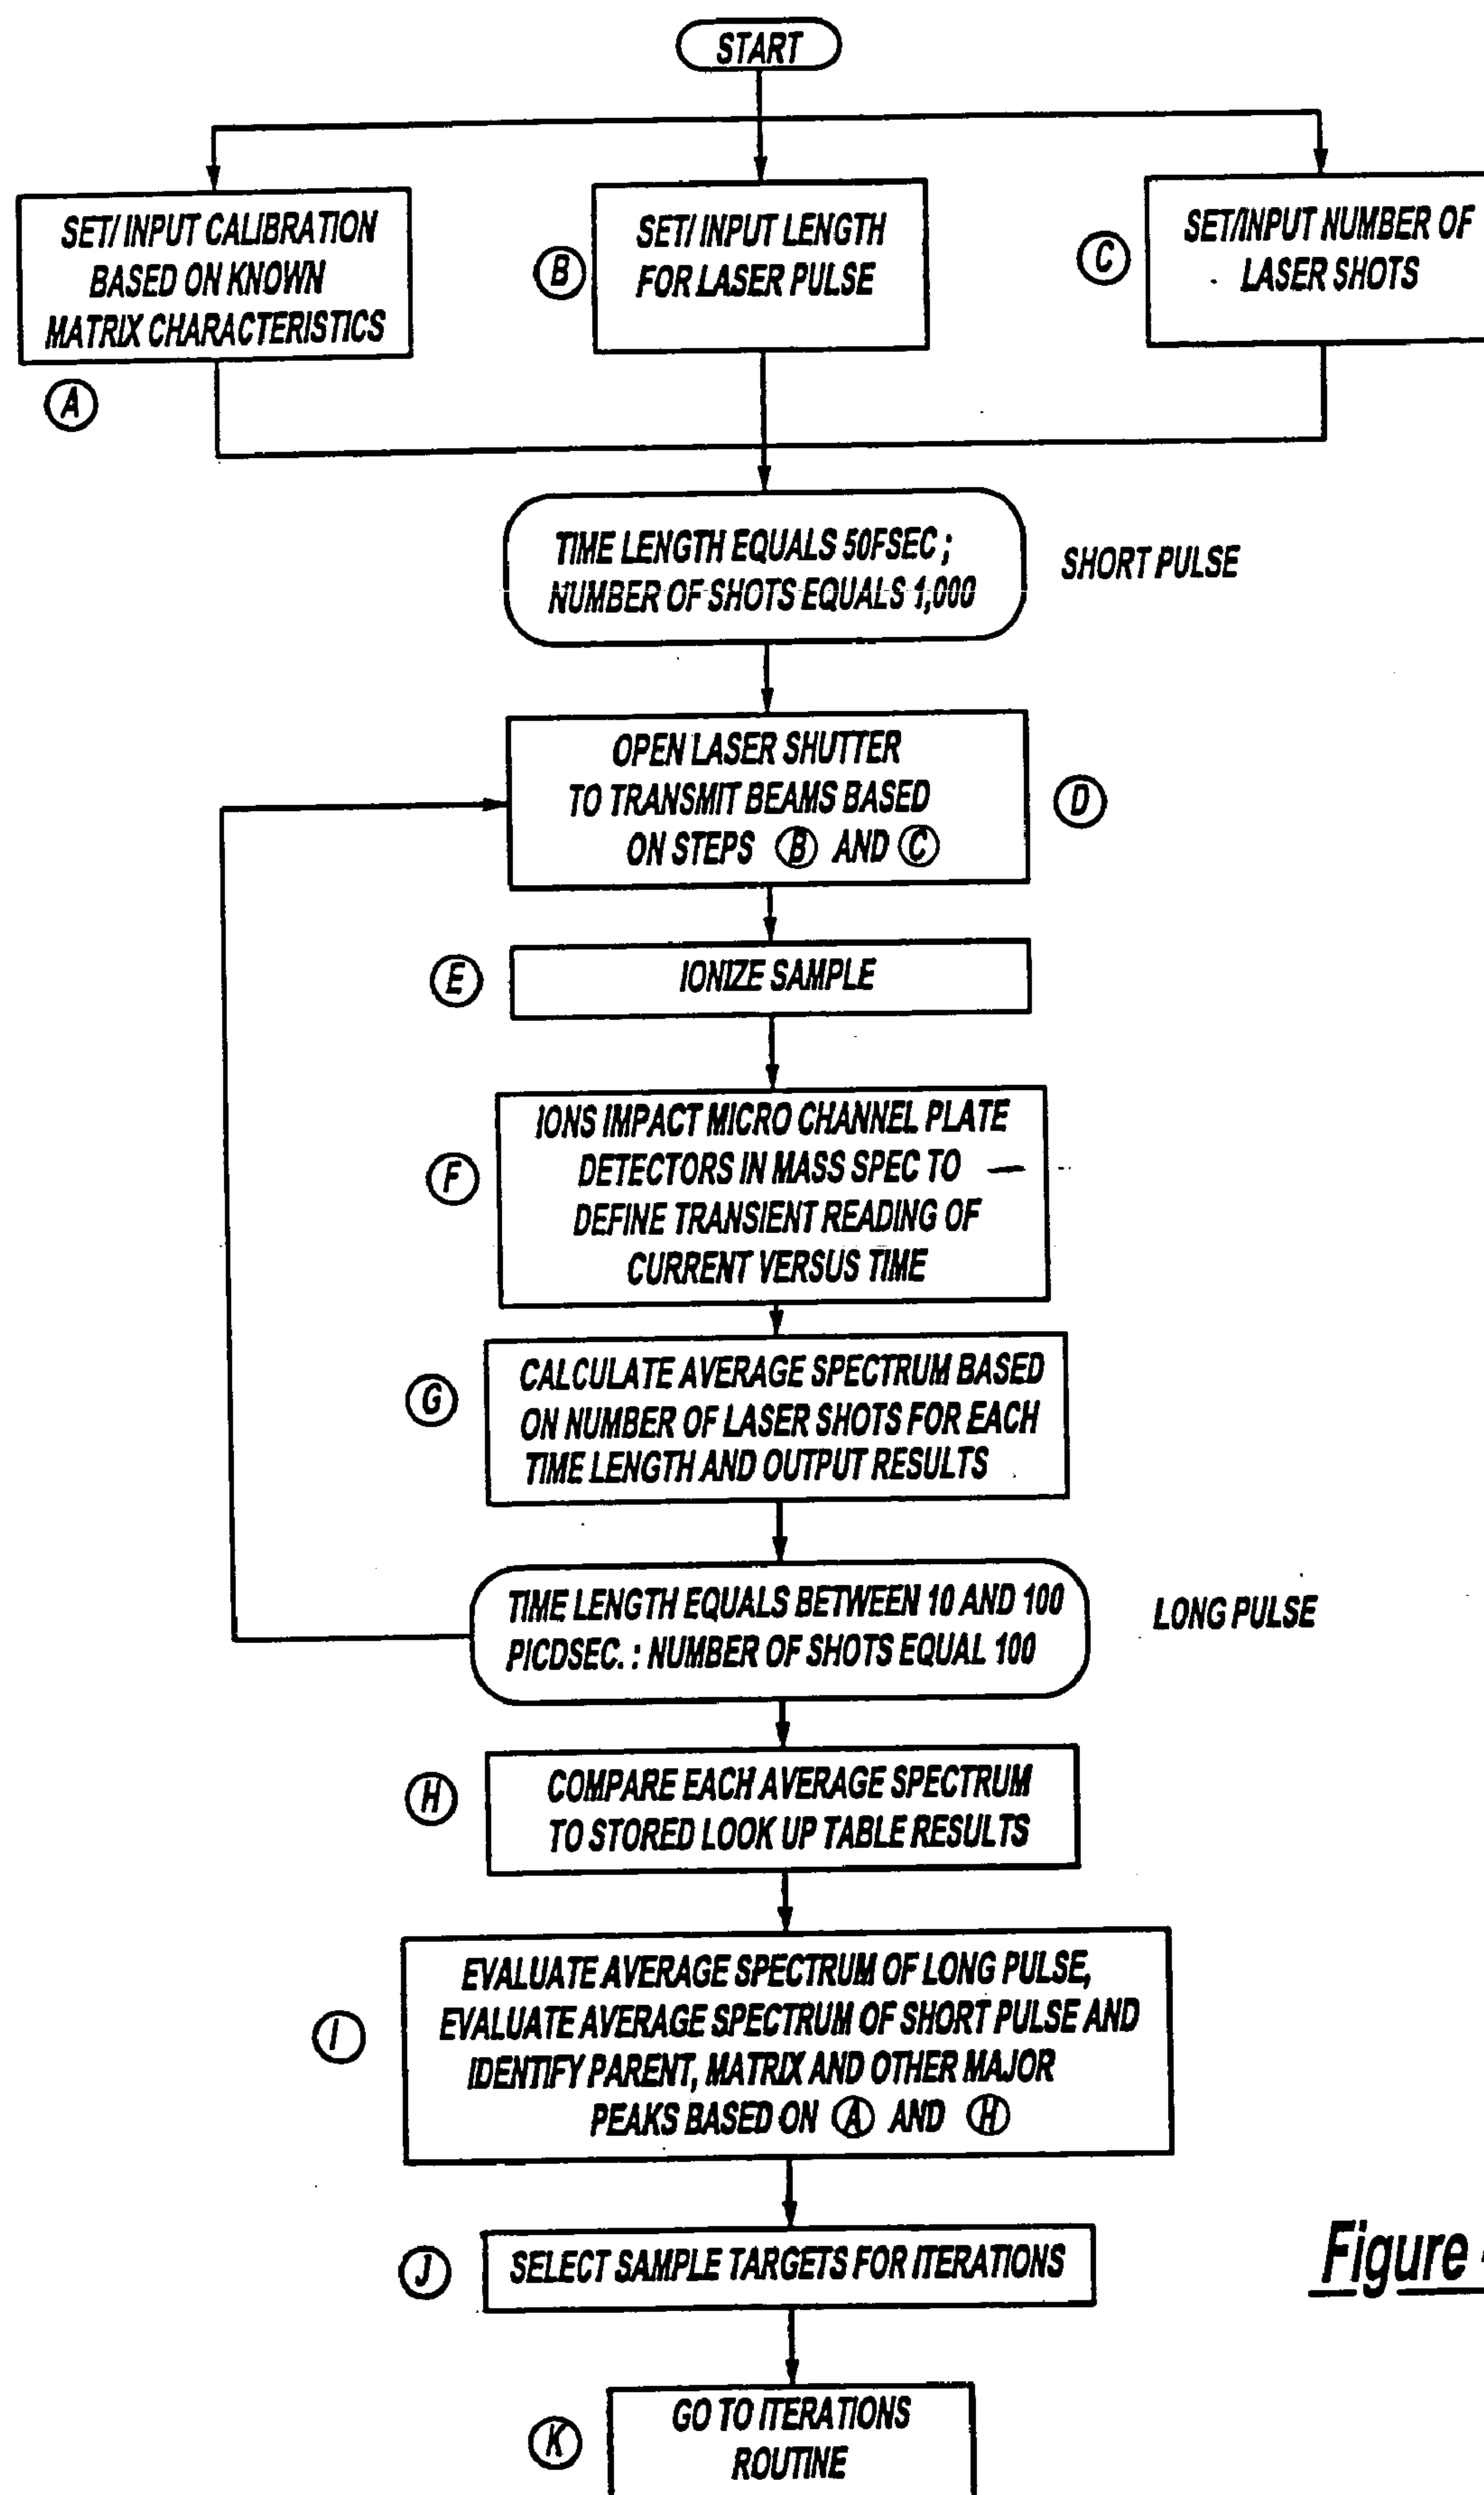 START
SET/ INPUT CALIBRATION
BASED ON KNOWN
MATRIX CHARACTERISTICS
A
B
SET/ INPUT LENGTH
FOR LASER PULSE
C
SET/INPUT NUMBER OF
LASER SHOTS
TIME LENGTH EQUALS 50FSEC ;
NUMBER OF SHOTS EQUALS 1,000
SHORT PULSE
OPEN LASER SHUTTER
TO TRANSMIT BEAMS BASED
ON STEPS B AND C
D
E
IONIZE SAMPLE
F
IONS IMPACT MICRO CHANNEL PLATE
DETECTORS IN MASS SPEC TO
DEFINE TRANSIENT READING OF
CURRENT VERSUS TIME
G
CALCULATE AVERAGE SPECTRUM BASED
ON NUMBER OF LASER SHOTS FOR EACH
TIME LENGTH AND OUTPUT RESULTS
TIME LENGTH EQUALS BETWEEN 10 AND 100
PICDSEC. : NUMBER OF SHOTS EQUAL 100
LONG PULSE
H
COMPARE EACH AVERAGE SPECTRUM
TO STORED LOOK UP TABLE RESULTS
I
EVALUATE AVERAGE SPECTRUM OF LONG PULSE,
EVALUATE AVERAGE SPECTRUM OF SHORT PULSE AND
IDENTIFY PARENT, MATRIX AND OTHER MAJOR
PEAKS BASED ON A AND H
J
SELECT SAMPLE TARGETS FOR ITERATIONS
K
GO TO ITERATIONS
ROUTINE
Figure